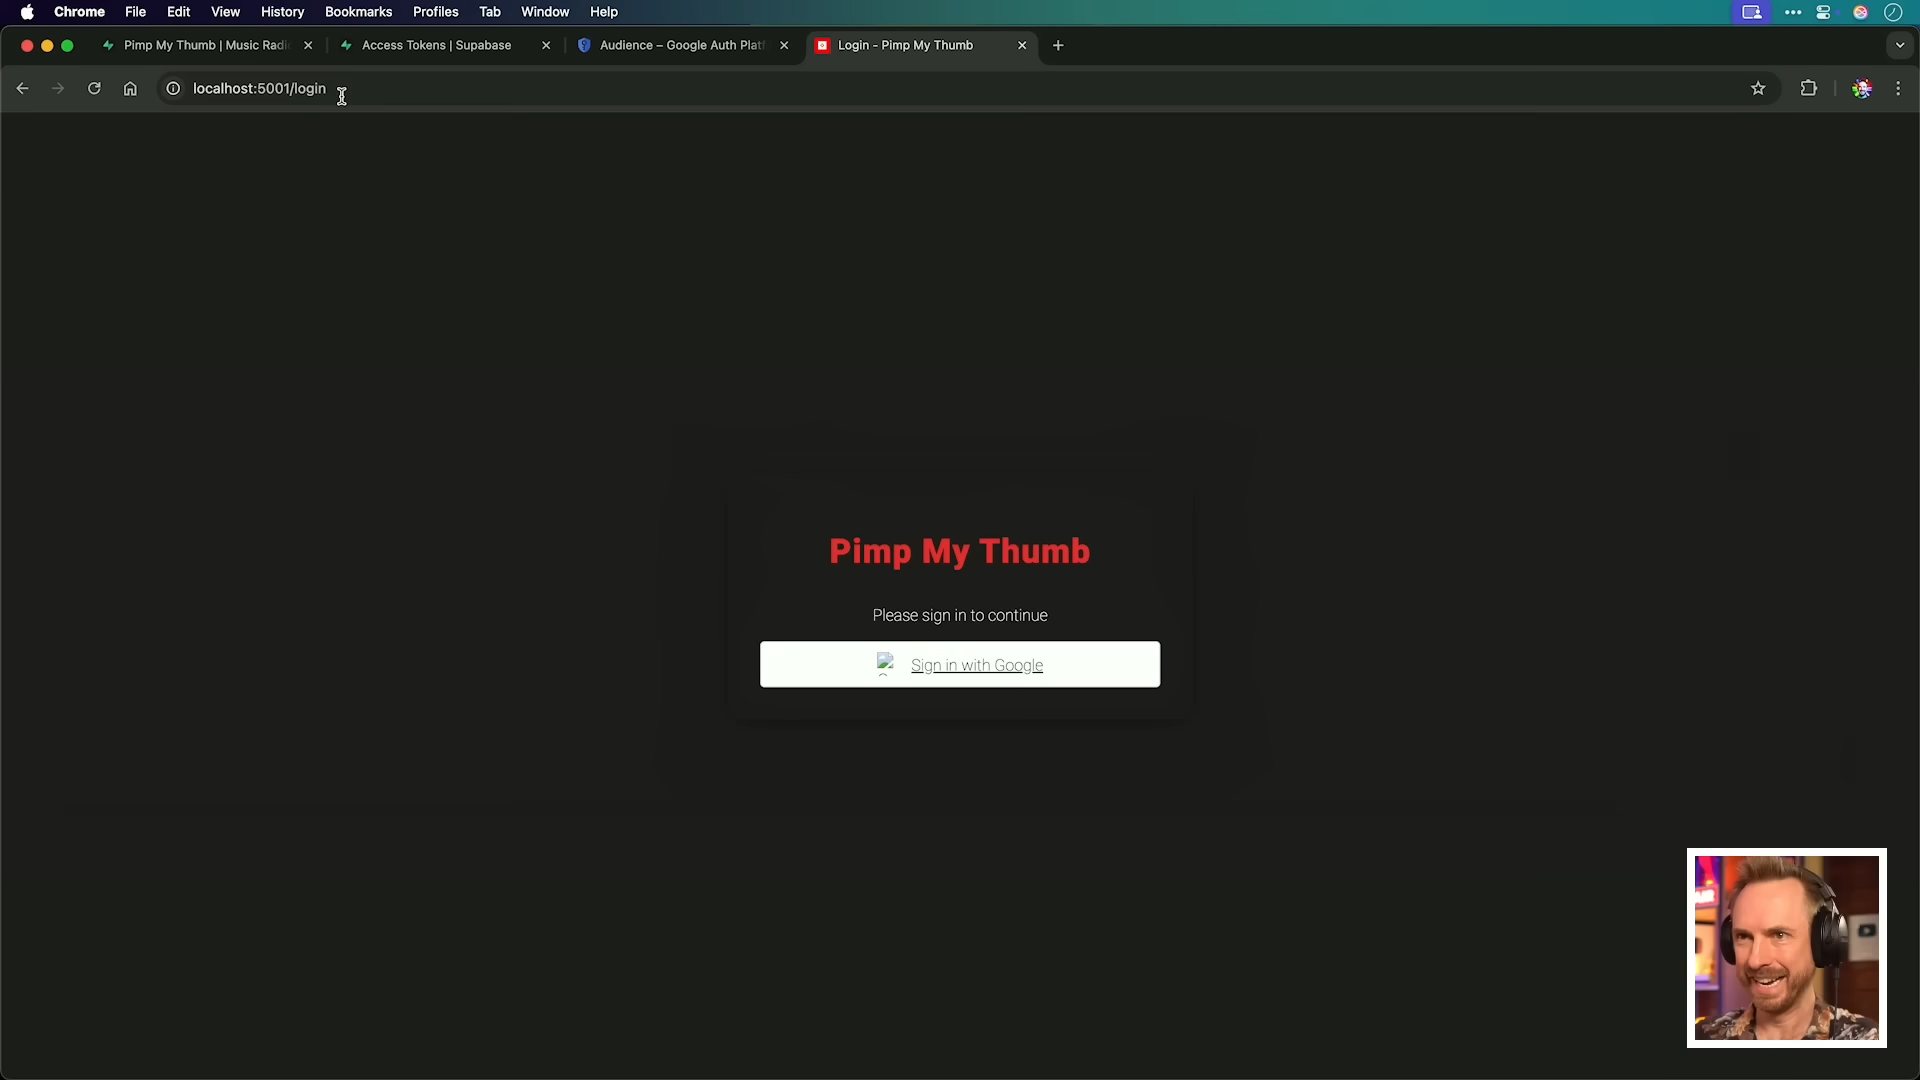 Chrome File Edit View History Bookmarks Profiles Tab Window Help
Pimp My Thumb | Music Radi
Access Tokens | Supabase
Audience – Google Auth Platf
Login - Pimp My Thumb
localhost:5001/login
Pimp My Thumb
Please sign in to continue
Sign in with Google